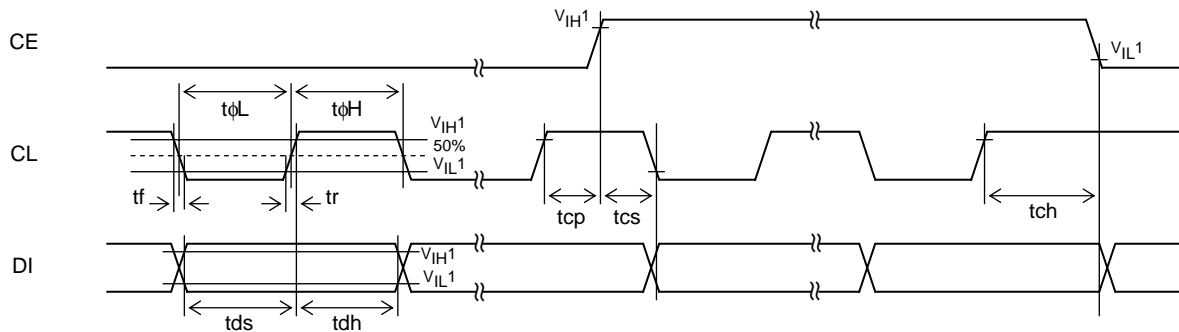 CE
VIH1
VIL1
tϕL
tϕH
CL
VIH1
50%
VIL1
tf
tr
tcp
tcs
tch
DI
VIH1
VIL1
tds
tdh